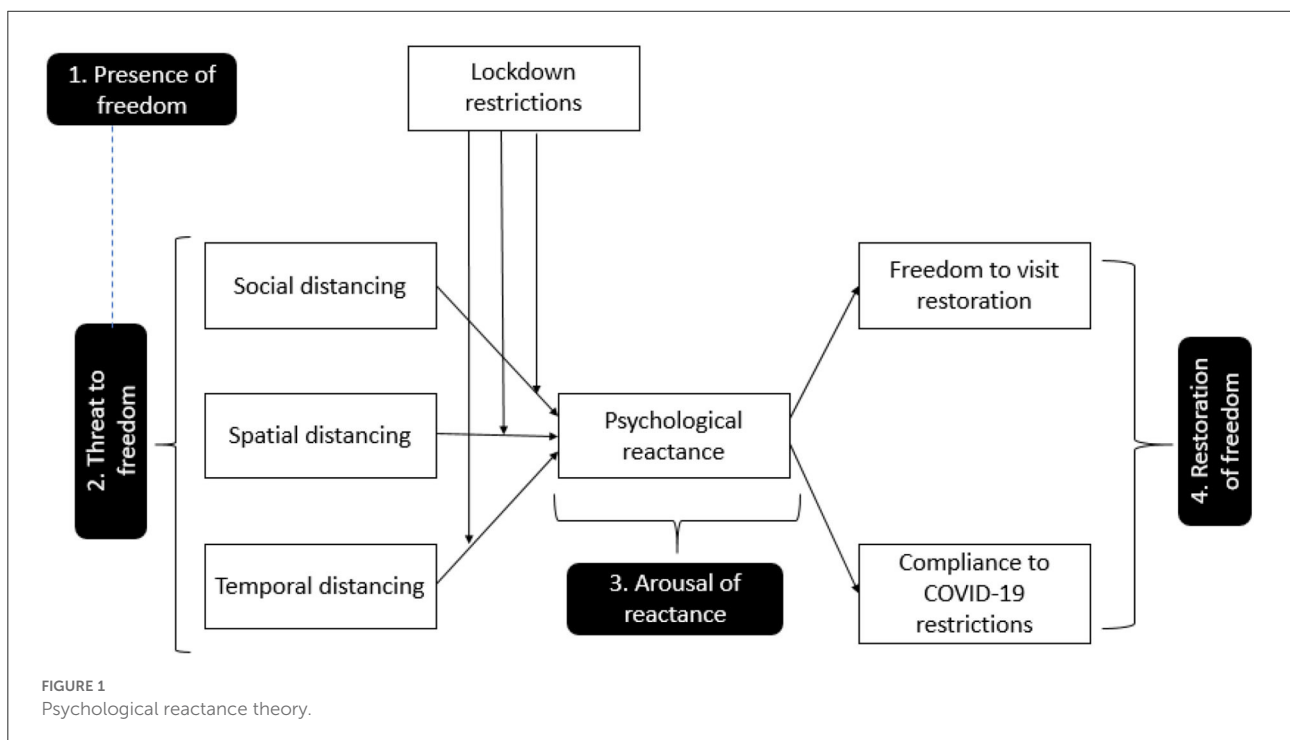 1. Presence of
freedom
Lockdown
restrictions
2. Threat to
freedom
Social distancing
Spatial distancing
Temporal distancing
Psychological
reactance
3. Arousal of
reactance
Freedom to visit
restoration
Compliance to
COVID-19
restrictions
4. Restoration
of freedom
FIGURE 1
Psychological reactance theory.